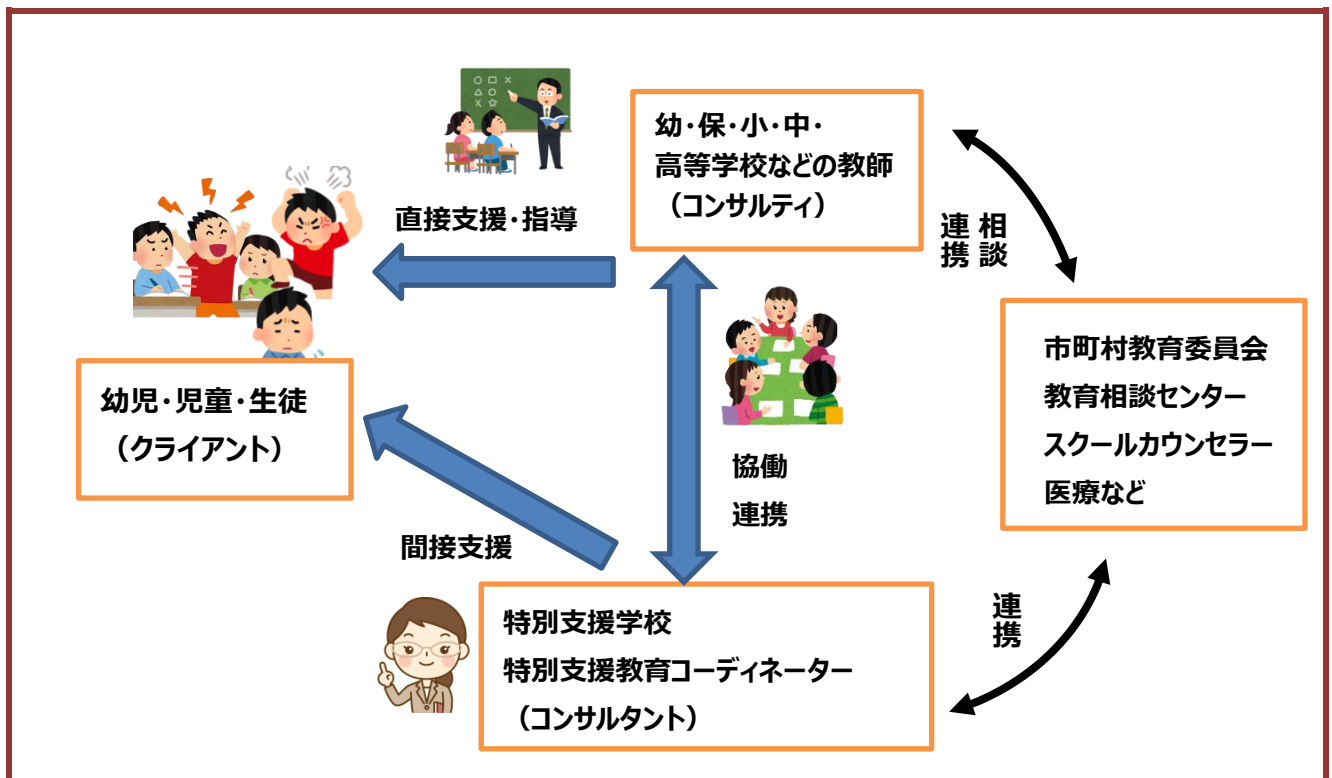 幼・保・小・中・
高等学校などの教師
（コンサルティ）
直接支援・指導
相談
連携
幼児・児童・生徒
（クライアント）
市町村教育委員会
教育相談センター
スクールカウンセラー
医療など
協働
連携
間接支援
特別支援学校
特別支援教育コーディネーター
（コンサルタント）
連携